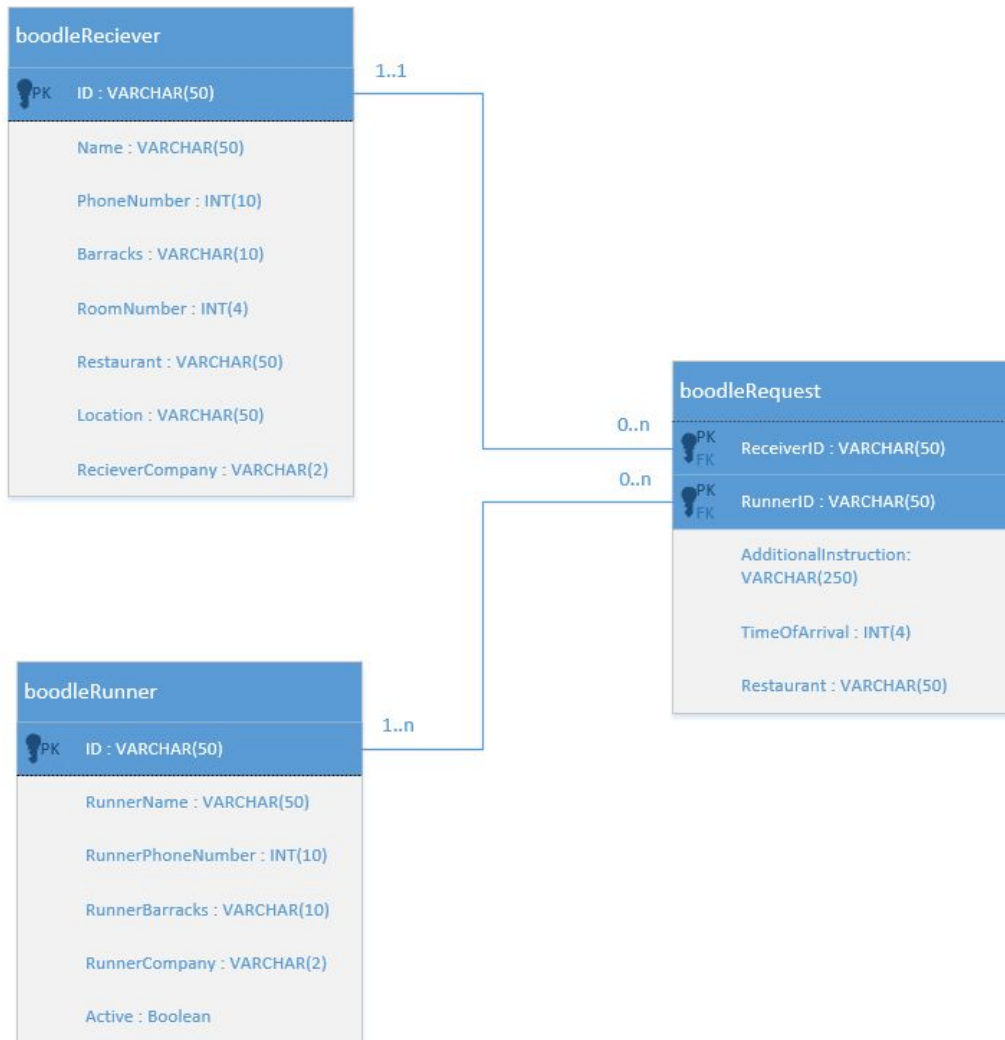 boodleReciever
PK ID : VARCHAR(50)
Name : VARCHAR(50)
PhoneNumber : INT(10)
Barracks : VARCHAR(10)
RoomNumber : INT(4)
Restaurant : VARCHAR(50)
Location : VARCHAR(50)
RecieverCompany : VARCHAR(2)
1..1
0..n
0..n
1..n
boodleRequest
PK
FK
ReceiverID : VARCHAR(50)
PK
FK
RunnerID : VARCHAR(50)
AdditionalInstruction:
VARCHAR(250)
TimeOfArrival : INT(4)
Restaurant : VARCHAR(50)
boodleRunner
PK ID : VARCHAR(50)
RunnerName : VARCHAR(50)
RunnerPhoneNumber : INT(10)
RunnerBarracks : VARCHAR(10)
RunnerCompany : VARCHAR(2)
Active : Boolean